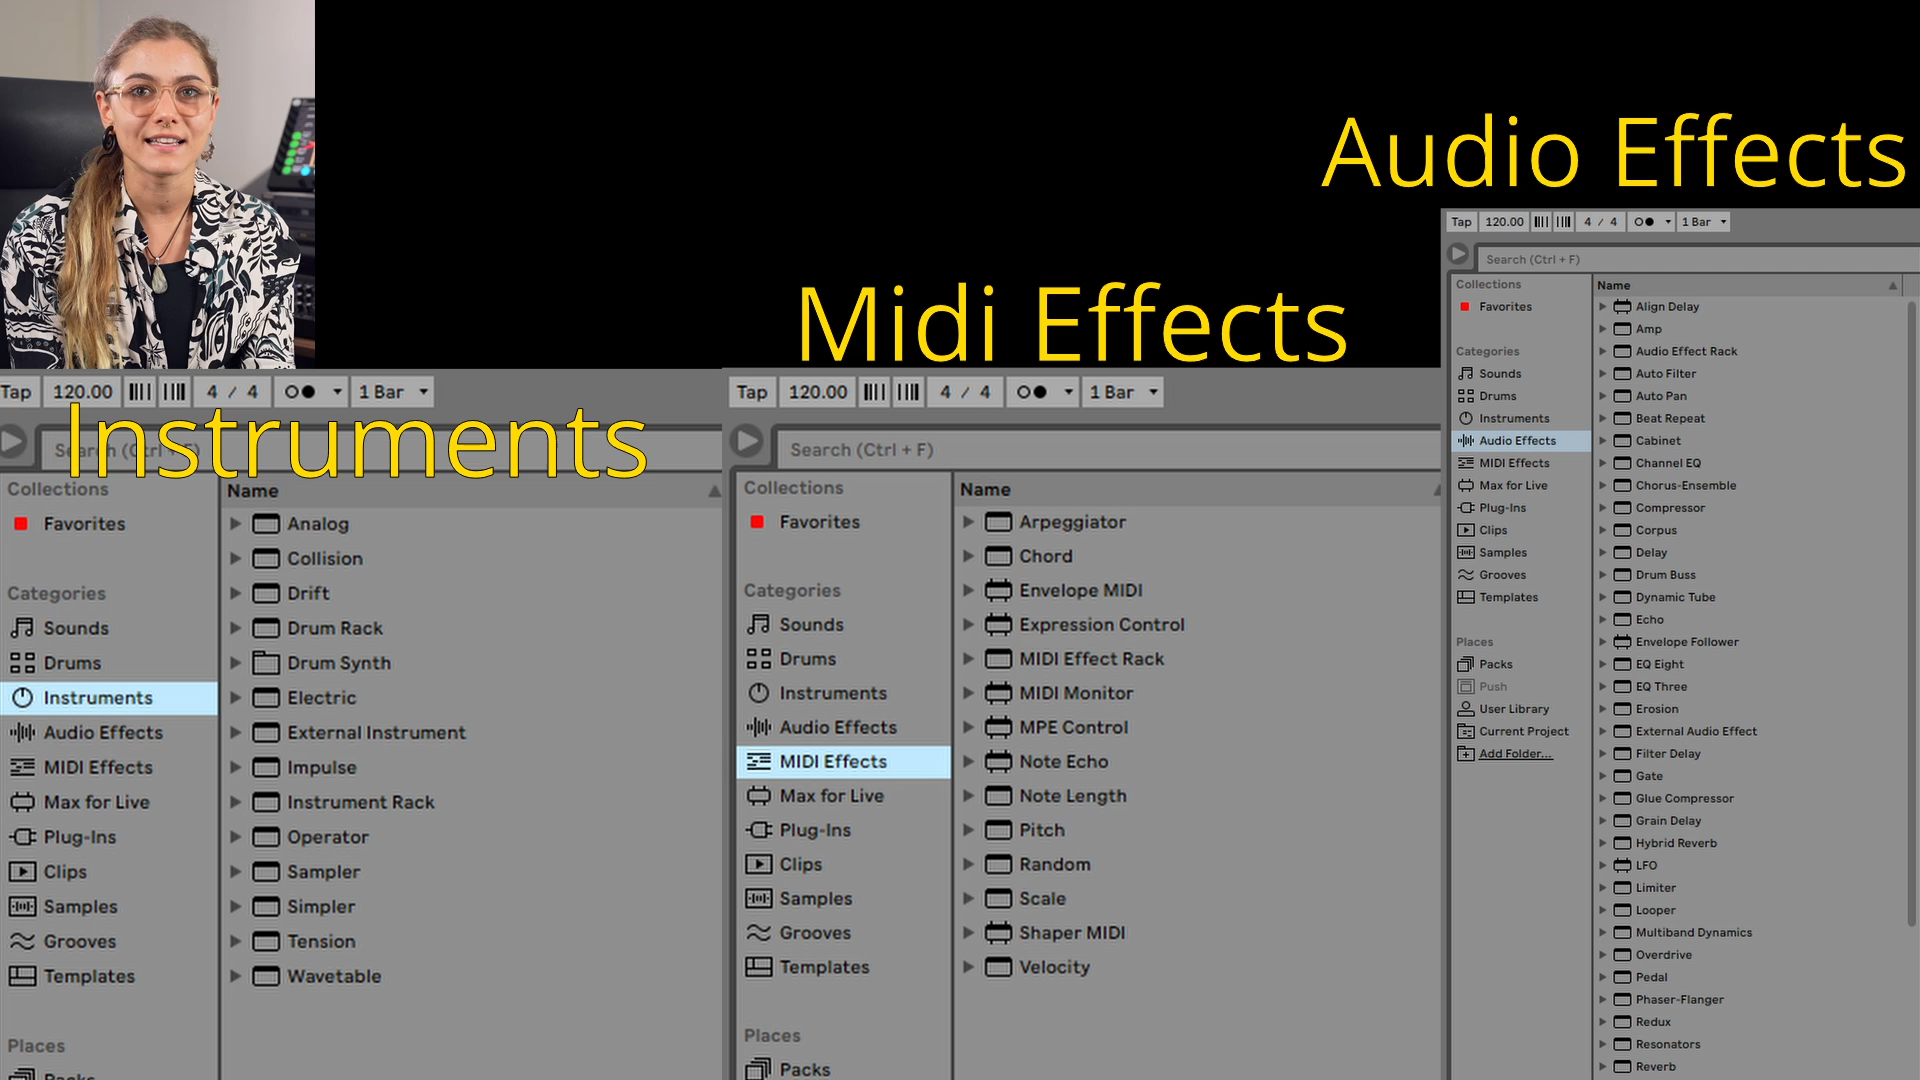 Audio Effects
Midi Effects
Instruments
Tap 120.00 4 / 4 1 Bar
Search (Ctrl + F)
Collections
Favorites
Categories
Sounds
Drums
Instruments
Audio Effects
MIDI Effects
Max for Live
Plug-Ins
Clips
Samples
Grooves
Templates
Places
Packs
Name
Analog
Collision
Drift
Drum Rack
Drum Synth
Electric
External Instrument
Impulse
Instrument Rack
Operator
Sampler
Simpler
Tension
Wavetable
Tap 120.00 4 / 4 1 Bar
Search (Ctrl + F)
Collections
Favorites
Categories
Sounds
Drums
Instruments
Audio Effects
MIDI Effects
Max for Live
Plug-Ins
Clips
Samples
Grooves
Templates
Places
Packs
Name
Arpeggiator
Chord
Envelope MIDI
Expression Control
MIDI Effect Rack
MIDI Monitor
MPE Control
Note Echo
Note Length
Pitch
Random
Scale
Shaper MIDI
Velocity
Tap 120.00 4 / 4 1 Bar
Search (Ctrl + F)
Collections
Favorites
Categories
Sounds
Drums
Instruments
Audio Effects
MIDI Effects
Max for Live
Plug-Ins
Clips
Samples
Grooves
Templates
Places
Packs
Push
User Library
Current Project
Add Folder...
Name
Align Delay
Amp
Audio Effect Rack
Auto Filter
Auto Pan
Beat Repeat
Cabinet
Channel EQ
Chorus-Ensemble
Compressor
Corpus
Delay
Drum Buss
Dynamic Tube
Echo
Envelope Follower
EQ Eight
EQ Three
Erosion
External Audio Effect
Filter Delay
Gate
Glue Compressor
Grain Delay
Hybrid Reverb
LFO
Limiter
Looper
Multiband Dynamics
Overdrive
Pedal
Phaser-Flanger
Redux
Resonators
Reverb